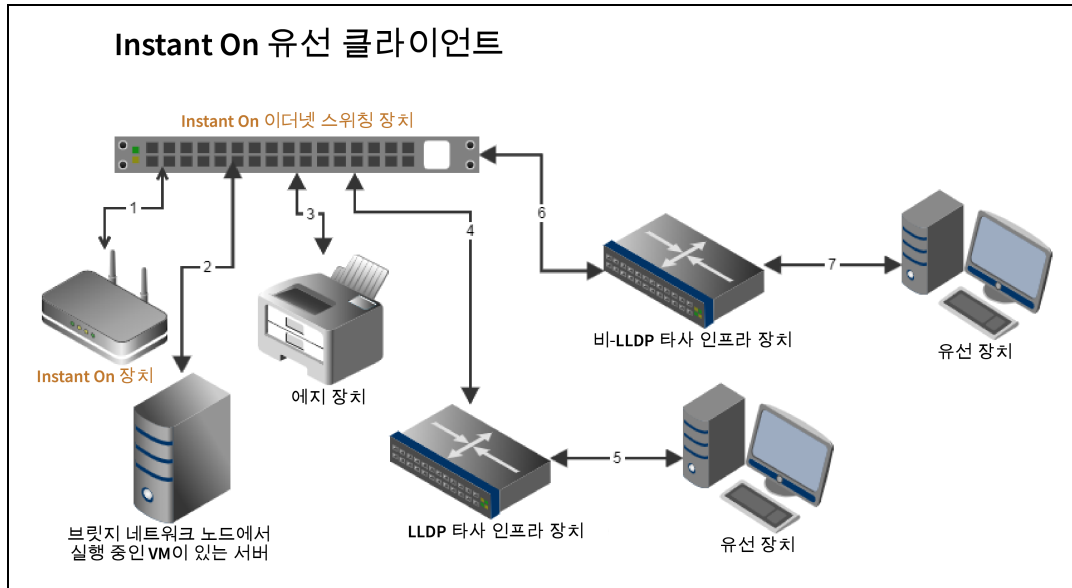 Instant On 유선 클라이언트
Instant On 이더넷 스위칭 장치
1
2
3
4
6
7
Instant On 장치
에지 장치
비-LLDP 타사 인프라 장치
유선 장치
5
브릿지 네트워크 노드에서
실행 중인 VM이 있는 서버
LLDP 타사 인프라 장치
유선 장치